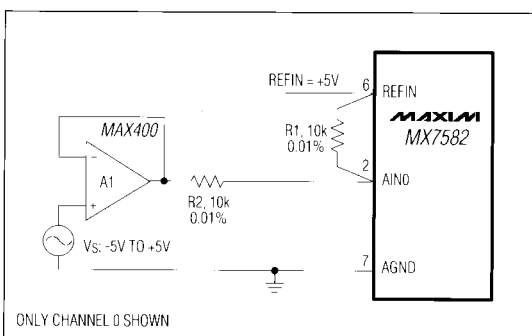 REFIN = +5V
6
REFIN
MAXIM
MX7582
MAX400
R1, 10k
0.01%
−
A1
+
2
AIN0
R2, 10k
0.01%
VS: -5V TO +5V
7
AGND
ONLY CHANNEL 0 SHOWN